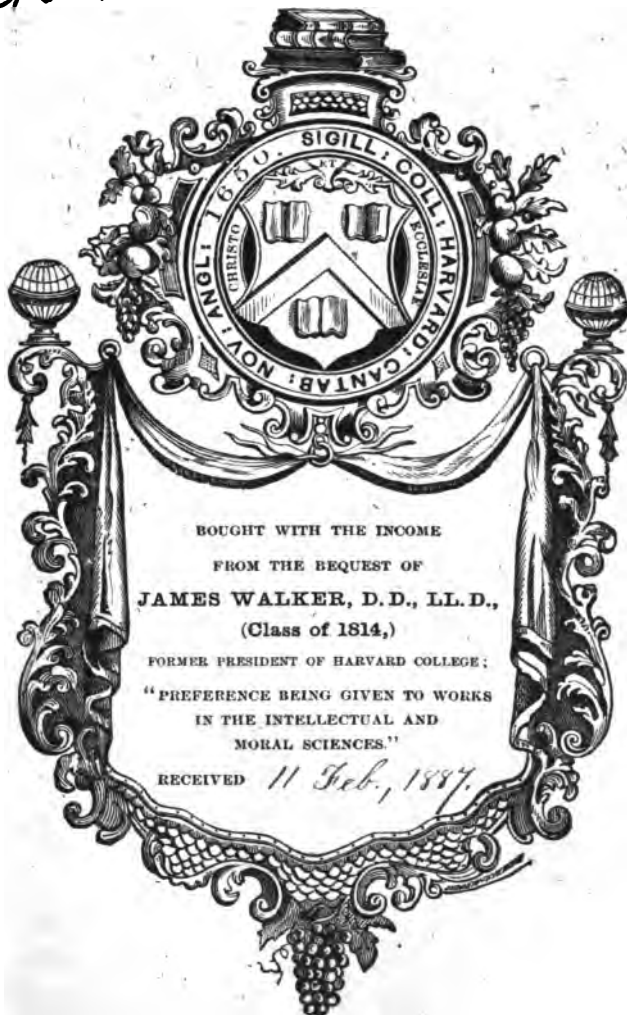 SIGILL : COLL : HARVARD : CANTAB : NOV : ANGL : 1650.
ET
CHRISTO
ECCLESIAE
BOUGHT WITH THE INCOME
FROM THE BEQUEST OF
JAMES WALKER, D.D., LL.D.,
(Class of 1814,)
FORMER PRESIDENT OF HARVARD COLLEGE;
"PREFERENCE BEING GIVEN TO WORKS
IN THE INTELLECTUAL AND
MORAL SCIENCES."
RECEIVED 11 Feb., 1887.